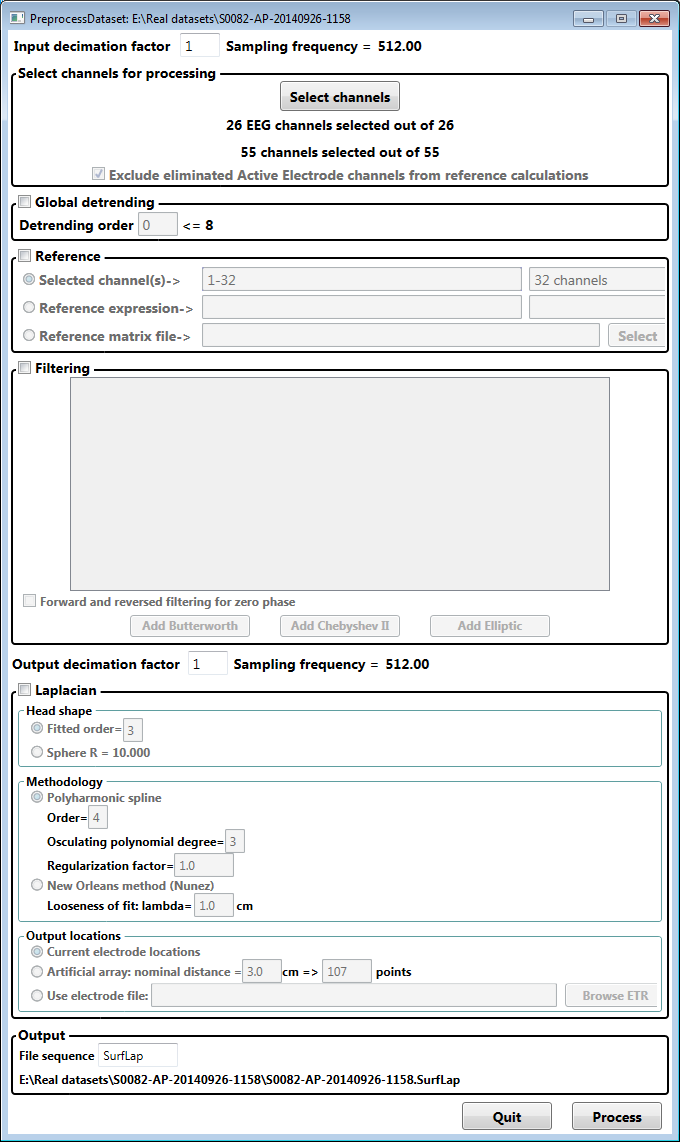 PreprocessDataset: E:\Real datasets\S0082-AP-20140926-1158
Input decimation factor 1 Sampling frequency = 512.00
Select channels for processing
Select channels
26 EEG channels selected out of 26
55 channels selected out of 55
Exclude eliminated Active Electrode channels from reference calculations
Global detrending
Detrending order 0 <= 8
Reference
Selected channel(s)-> 1-32 32 channels
Reference expression->
Reference matrix file-> Select
Filtering
Forward and reversed filtering for zero phase
Add Butterworth Add Chebyshev II Add Elliptic
Output decimation factor 1 Sampling frequency = 512.00
Laplacian
Head shape
Fitted order= 3
Sphere R = 10.000
Methodology
Polyharmonic spline
Order= 4
Osculating polynomial degree= 3
Regularization factor= 1.0
New Orleans method (Nunez)
Looseness of fit: lambda= 1.0 cm
Output locations
Current electrode locations
Artificial array: nominal distance = 3.0 cm => 107 points
Use electrode file: Browse ETR
Output
File sequence SurfLap
E:\Real datasets\S0082-AP-20140926-1158\S0082-AP-20140926-1158.SurfLap
Quit Process